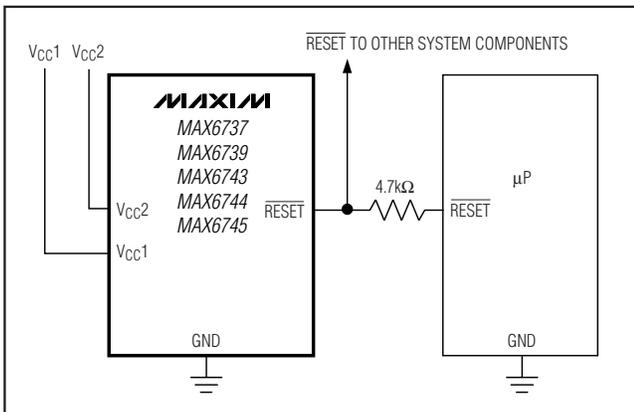 RESET TO OTHER SYSTEM COMPONENTS
VCC1 VCC2
MAXIM
MAX6737
MAX6739
MAX6743
MAX6744
MAX6745
VCC2
VCC1
RESET
GND
4.7kΩ
RESET
µP
GND